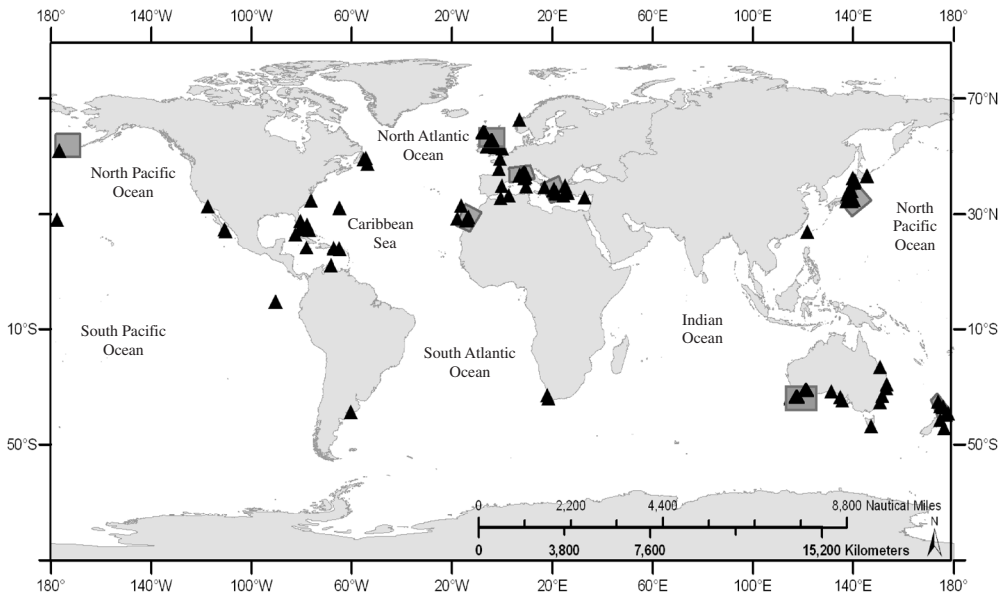 180° 140°W 100°W 60°W 20°W 20°E 60°E 100°E 140°E 180°
70°N
North Atlantic
Ocean
North Pacific
Ocean
Caribbean
Sea
30°N
North
Pacific
Ocean
10°S
South Pacific
Ocean
South Atlantic
Ocean
Indian
Ocean
10°S
50°S
50°S
0 2,200 4,400 8,800 Nautical Miles
0 3,800 7,600 15,200 Kilometers
N
180° 140°W 100°W 60°W 20°W 20°E 60°E 100°E 140°E 180°